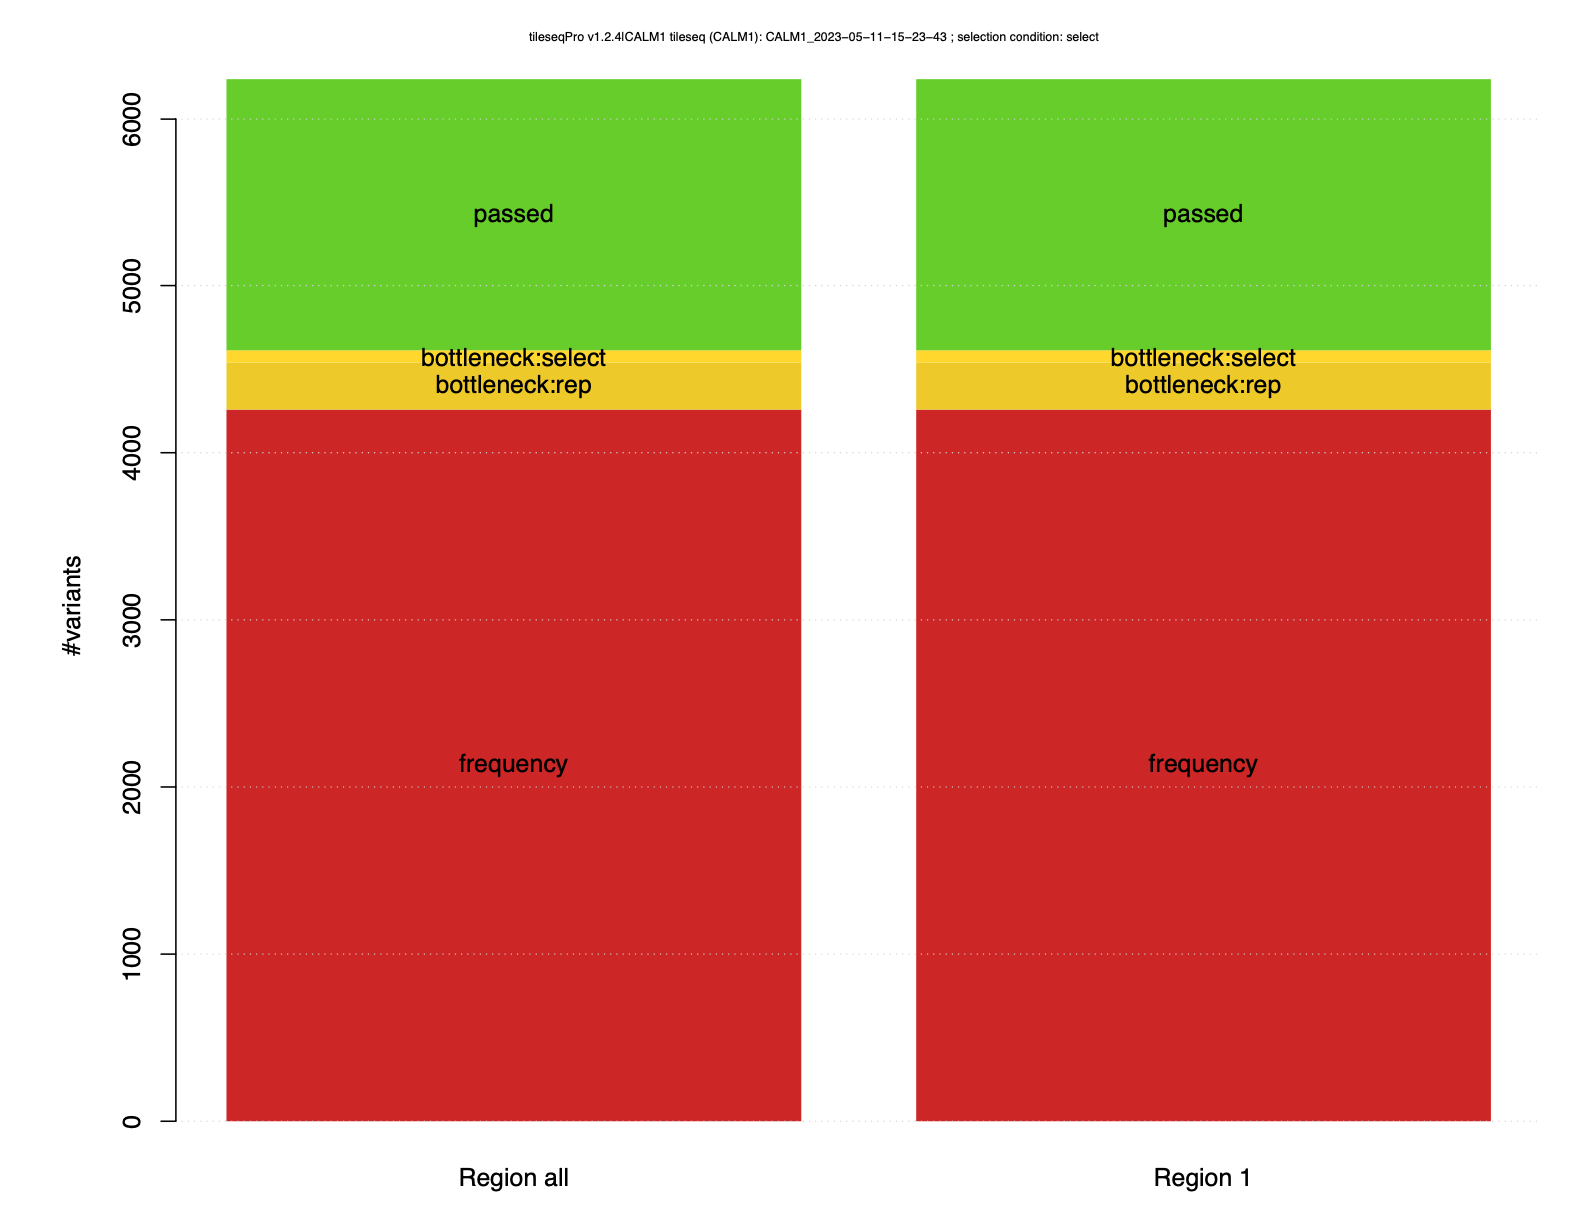 tileseqPro v1.2.4|CALM1 tileseq (CALM1): CALM1_2023−05−11−15−23−43 ; selection condition: select
#variants
6000
5000
4000
3000
2000
1000
0
passed
bottleneck:select
bottleneck:rep
frequency
Region all
passed
bottleneck:select
bottleneck:rep
frequency
Region 1